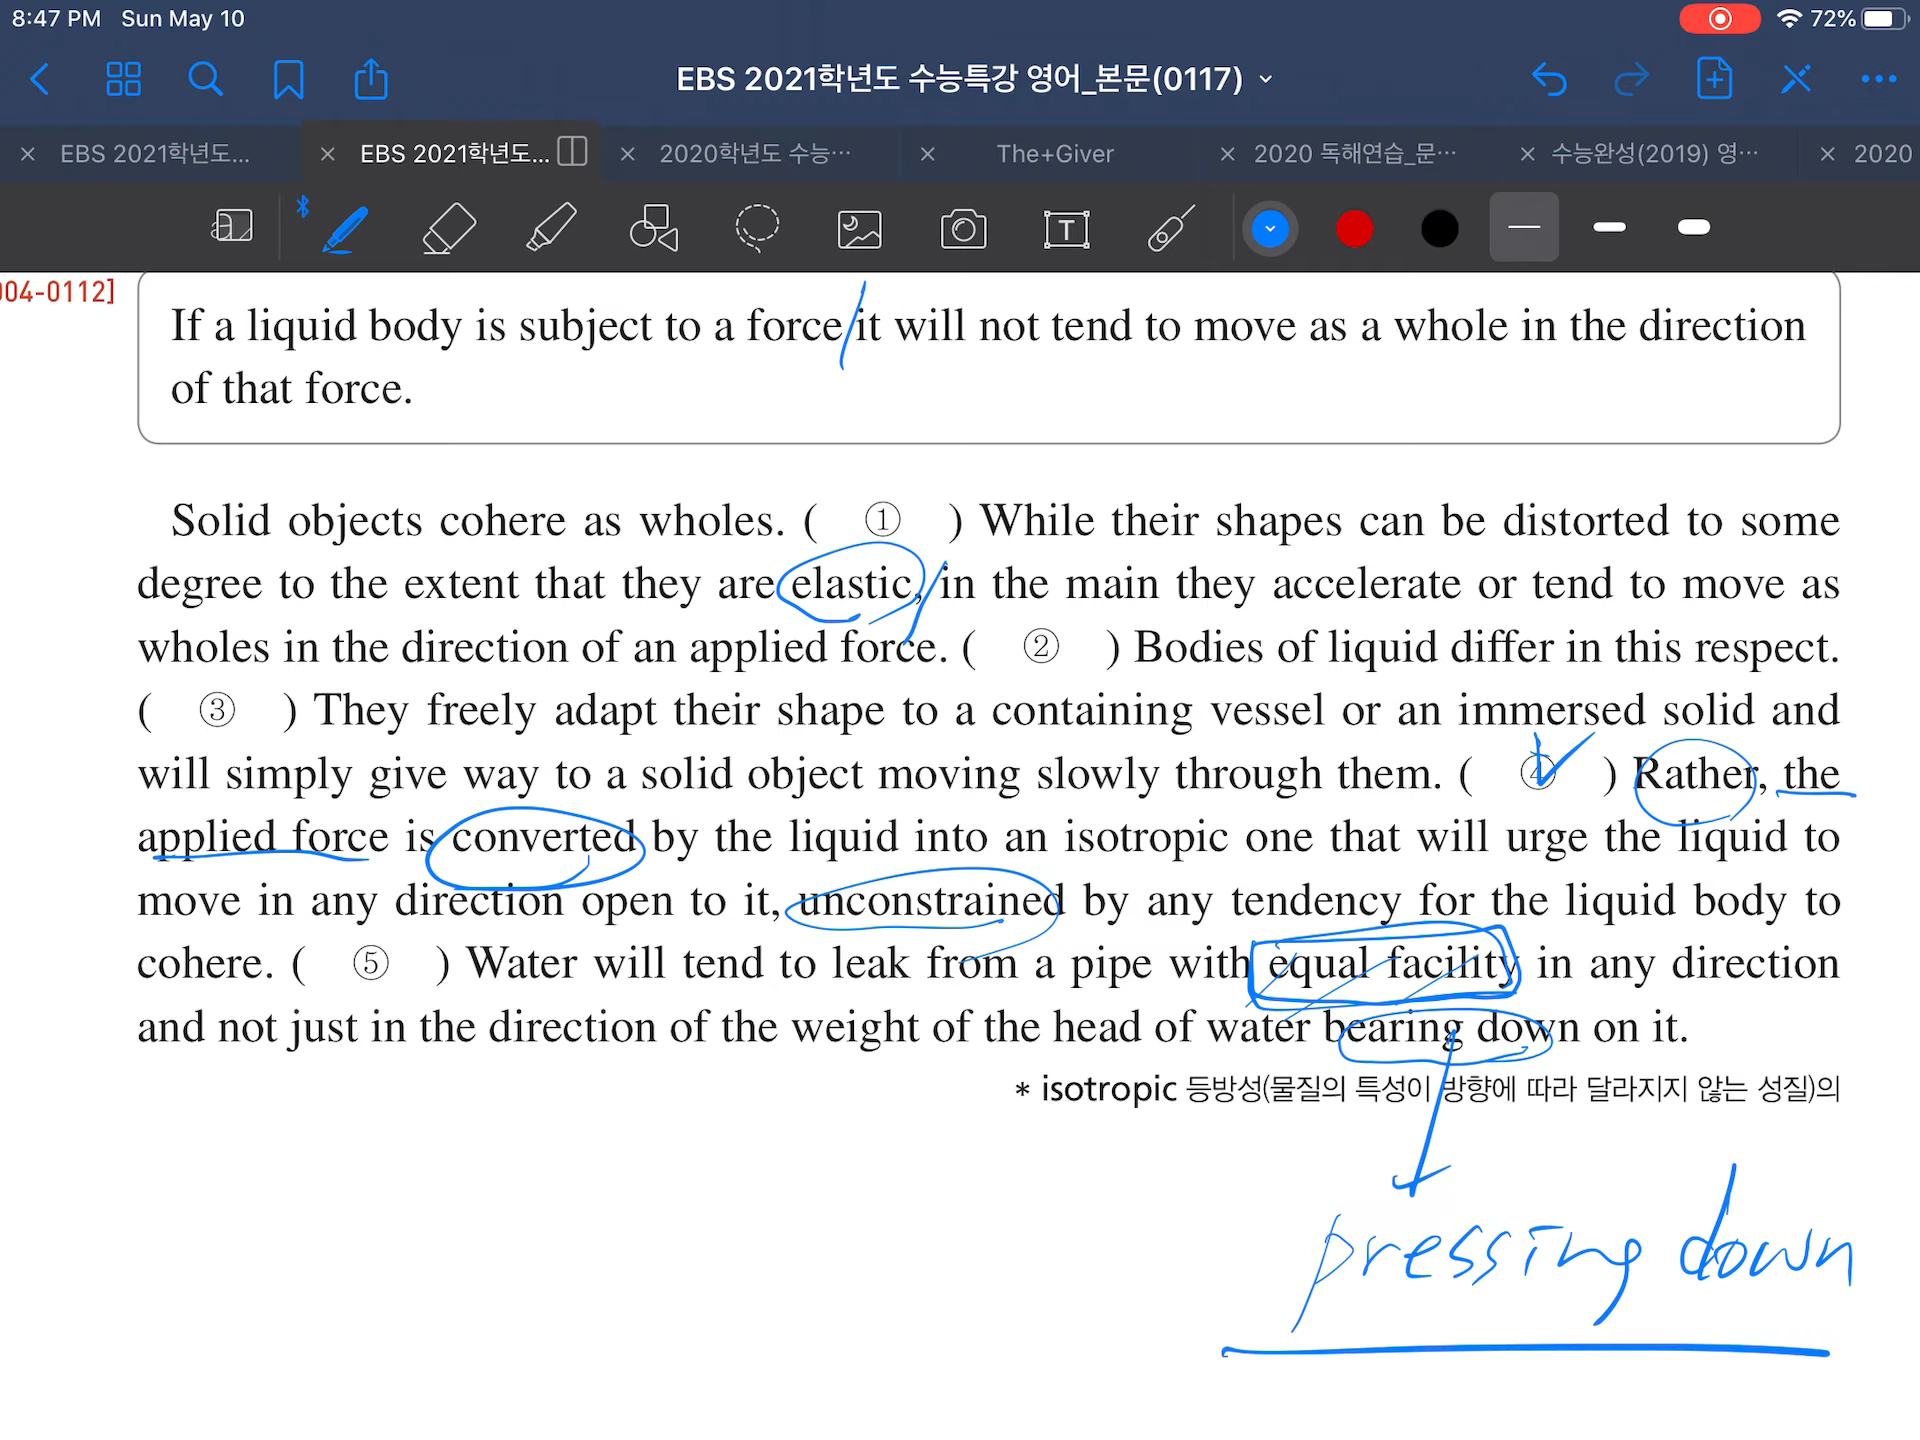 8:47 PM Sun May 10
72%
EBS 2021학년도 수능특강 영어_본문(0117)
EBS 2021학년도...
EBS 2021학년도...
2020학년도 수능…
The+Giver
2020 독해연습_문…
수능완성(2019) 영…
2020
T
004-0112]
If a liquid body is subject to a force it will not tend to move as a whole in the direction
of that force.
Solid objects cohere as wholes. ( ① ) While their shapes can be distorted to some
degree to the extent that they are elastic, in the main they accelerate or tend to move as
wholes in the direction of an applied force. ( ② ) Bodies of liquid differ in this respect.
( ③ ) They freely adapt their shape to a containing vessel or an immersed solid and
will simply give way to a solid object moving slowly through them. ( ④ ) Rather, the
applied force is converted by the liquid into an isotropic one that will urge the liquid to
move in any direction open to it, unconstrained by any tendency for the liquid body to
cohere. ( ⑤ ) Water will tend to leak from a pipe with equal facility in any direction
and not just in the direction of the weight of the head of water bearing down on it.
* isotropic 등방성(물질의 특성이 방향에 따라 달라지지 않는 성질)의
pressing down